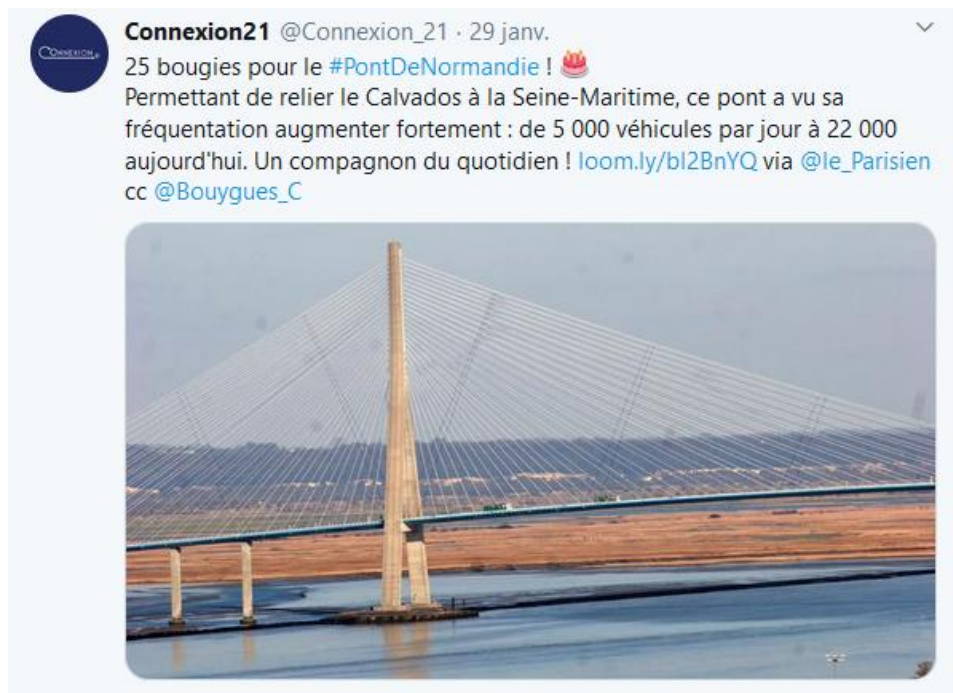 CONNEXION
Connexion21 @Connexion_21 · 29 janv.
25 bougies pour le #PontDeNormandie ! 🎂
Permettant de relier le Calvados à la Seine-Maritime, ce pont a vu sa
fréquentation augmenter fortement : de 5 000 véhicules par jour à 22 000
aujourd'hui. Un compagnon du quotidien ! loom.ly/bl2BnYQ via @le_Parisien
cc @Bouygues_C